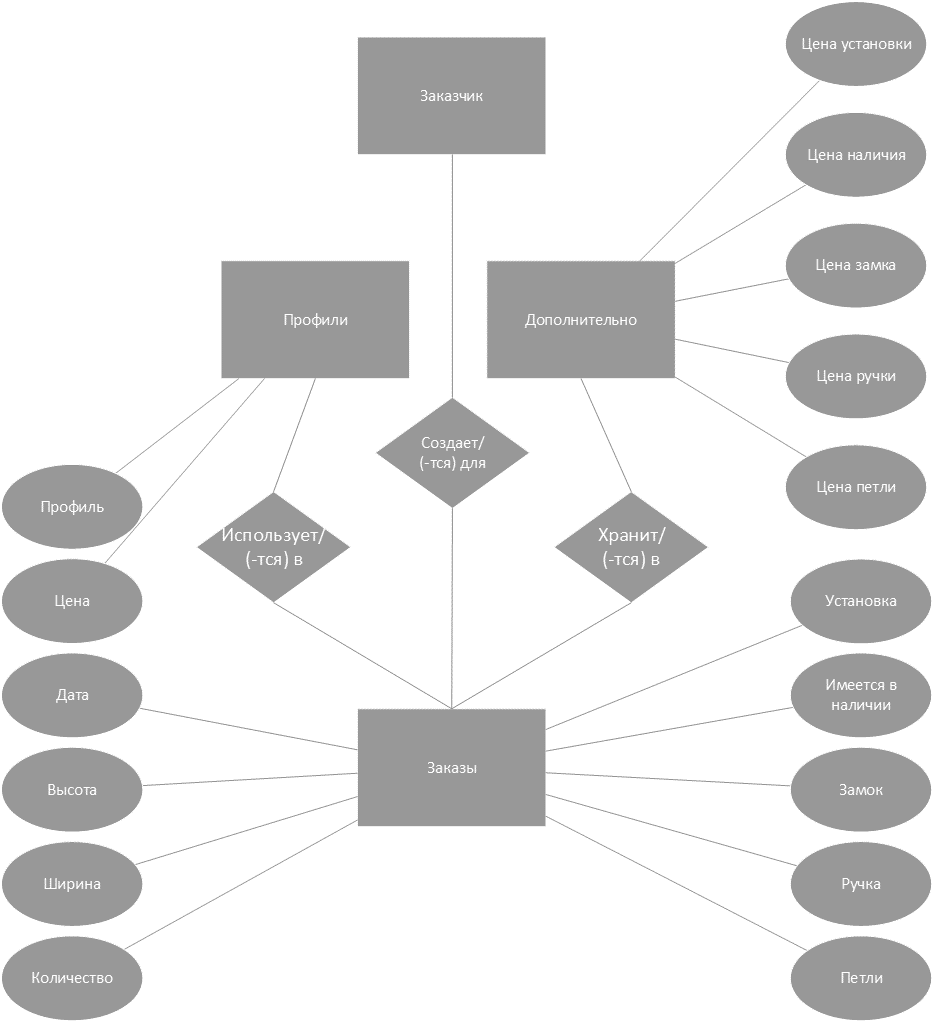 Цена установки
Заказчик
Цена наличия
Цена замка
Профили
Дополнительно
Цена ручки
Создает/
(-тся) для
Цена петли
Профиль
Использует/
(-тся) в
Хранит/
(-тся) в
Цена
Установка
Дата
Имеется в
наличии
Заказы
Высота
Замок
Ширина
Ручка
Количество
Петли